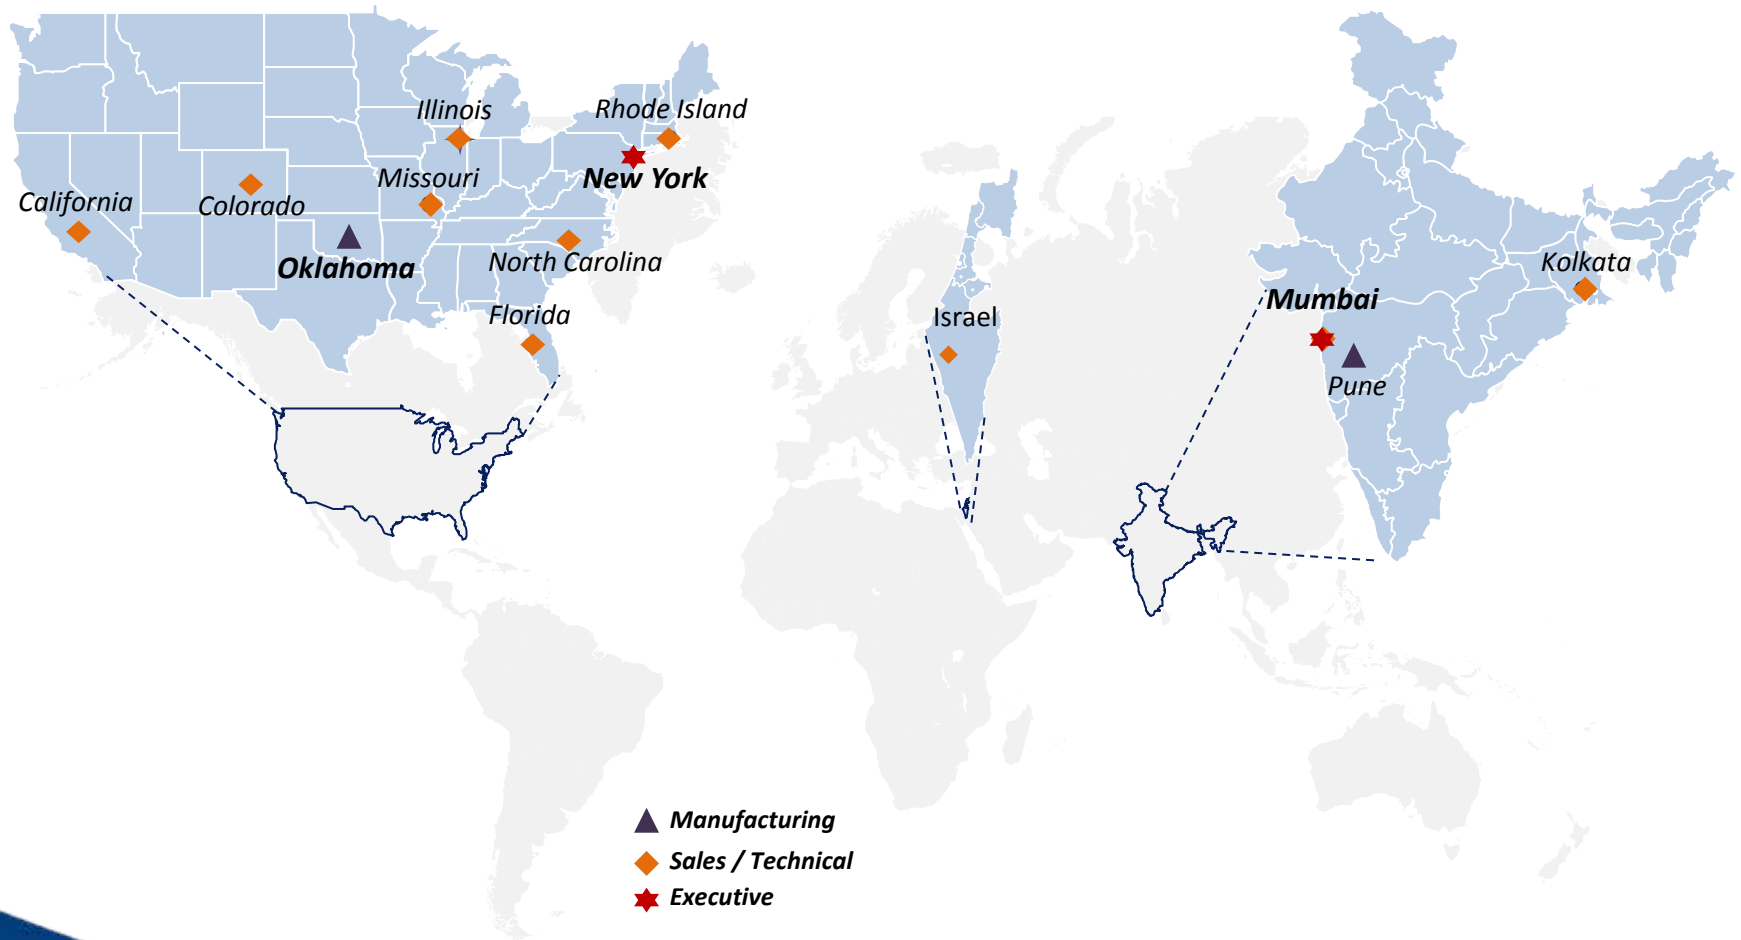 Illinois
Rhode Island
Missouri
New York
California
Colorado
Oklahoma
North Carolina
Florida
Israel
Kolkata
Mumbai
Pune
Manufacturing
Sales / Technical
Executive